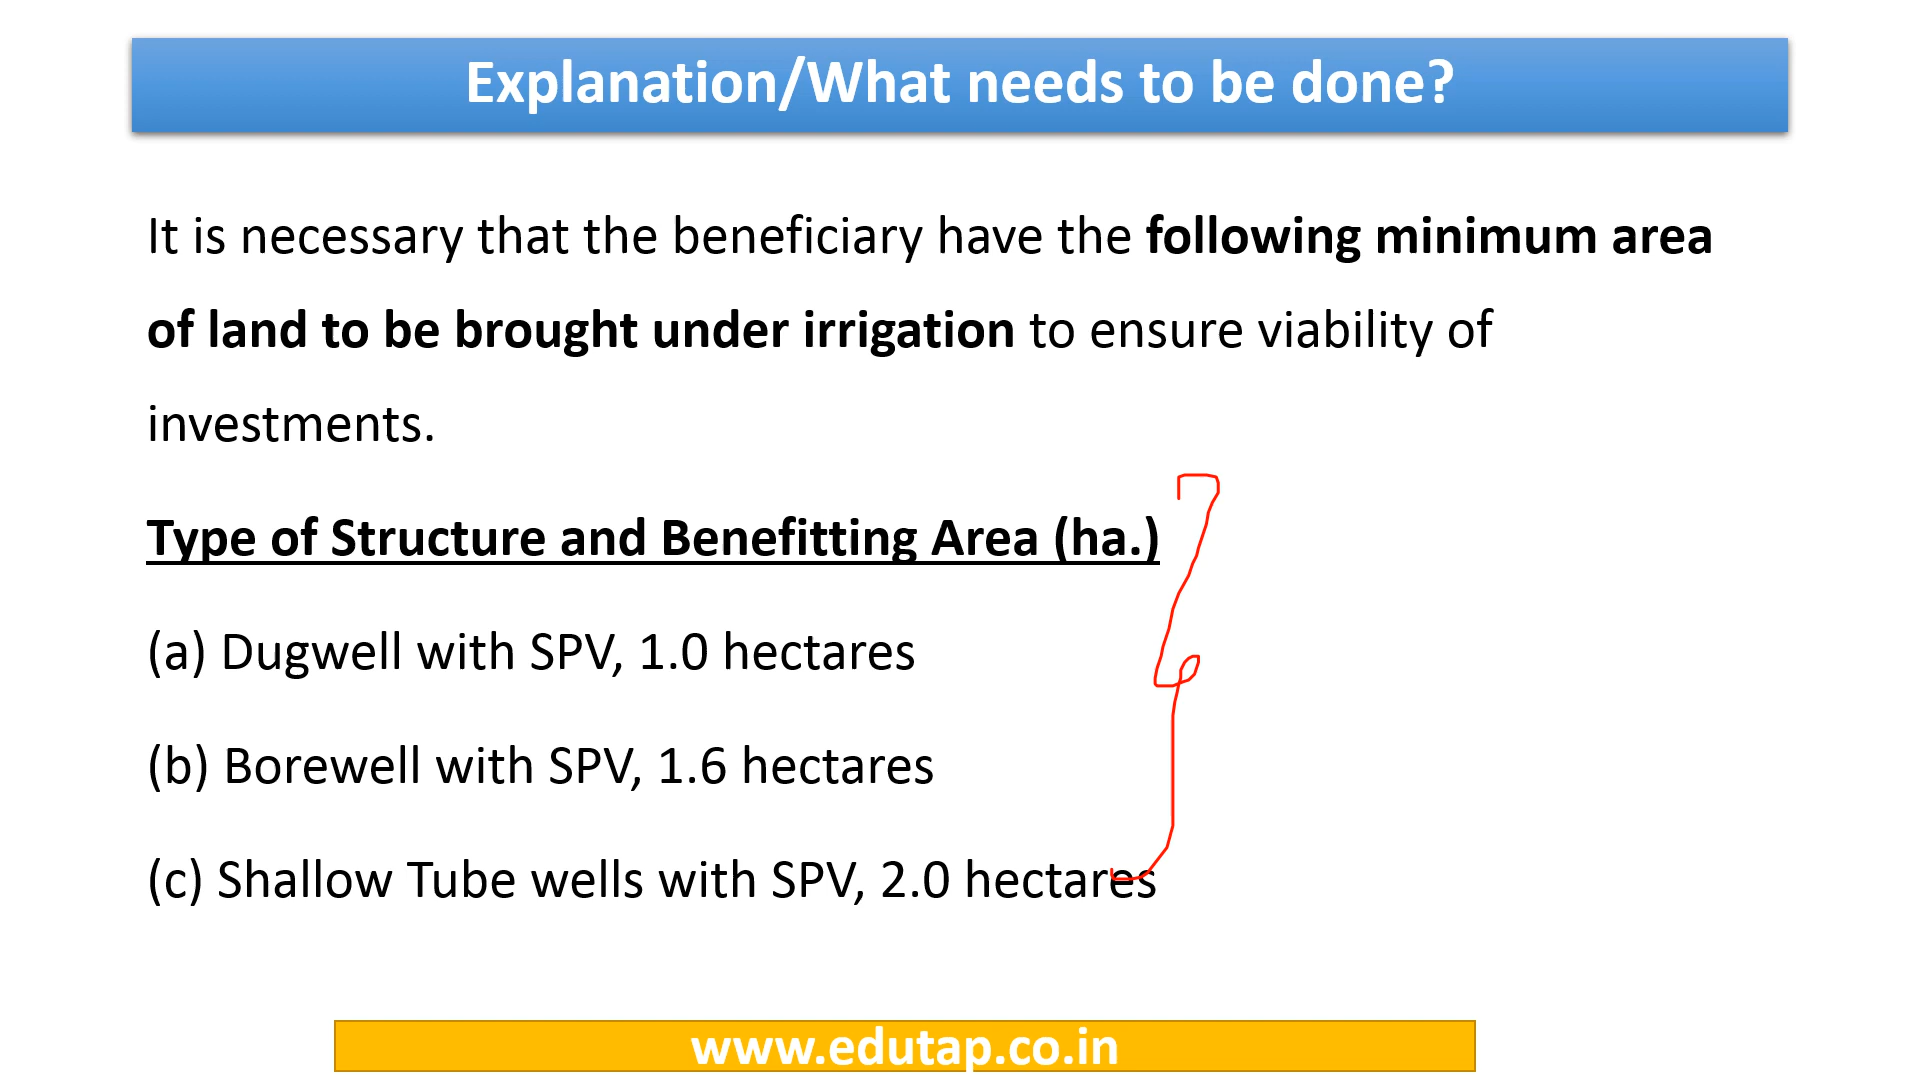 Explanation/What needs to be done?
It is necessary that the beneficiary have the following minimum area
of land to be brought under irrigation to ensure viability of
investments.
Type of Structure and Benefitting Area (ha.)
(a) Dugwell with SPV, 1.0 hectares
(b) Borewell with SPV, 1.6 hectares
(c) Shallow Tube wells with SPV, 2.0 hectares
www.edutap.co.in